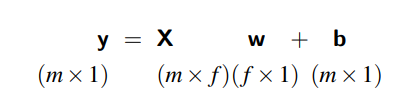 y = X w + b
(m × 1) (m × f)(f × 1) (m × 1)